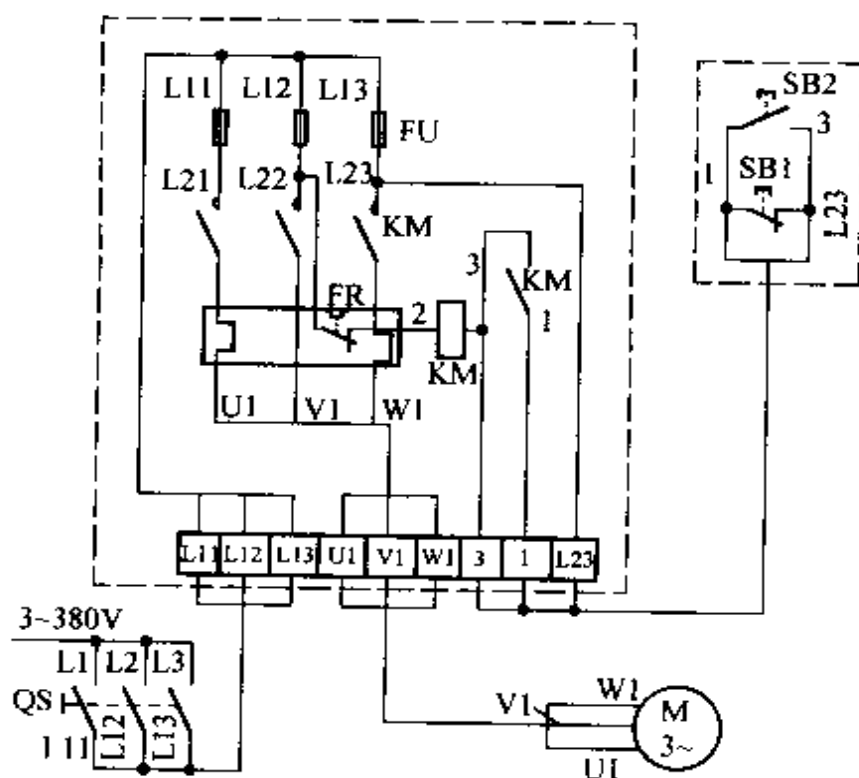 L11 L12 L13 FU
L21 L22 L23 KM
FR 2 KM
3 KM 1
U1 V1 W1
L11 L12 L13 U1 V1 W1 3 1 L23
SB2
3
1
SB1
L23
3~380V
L1 L2 L3
QS
L11 L12 L13
V1 W1
U1
M
3~